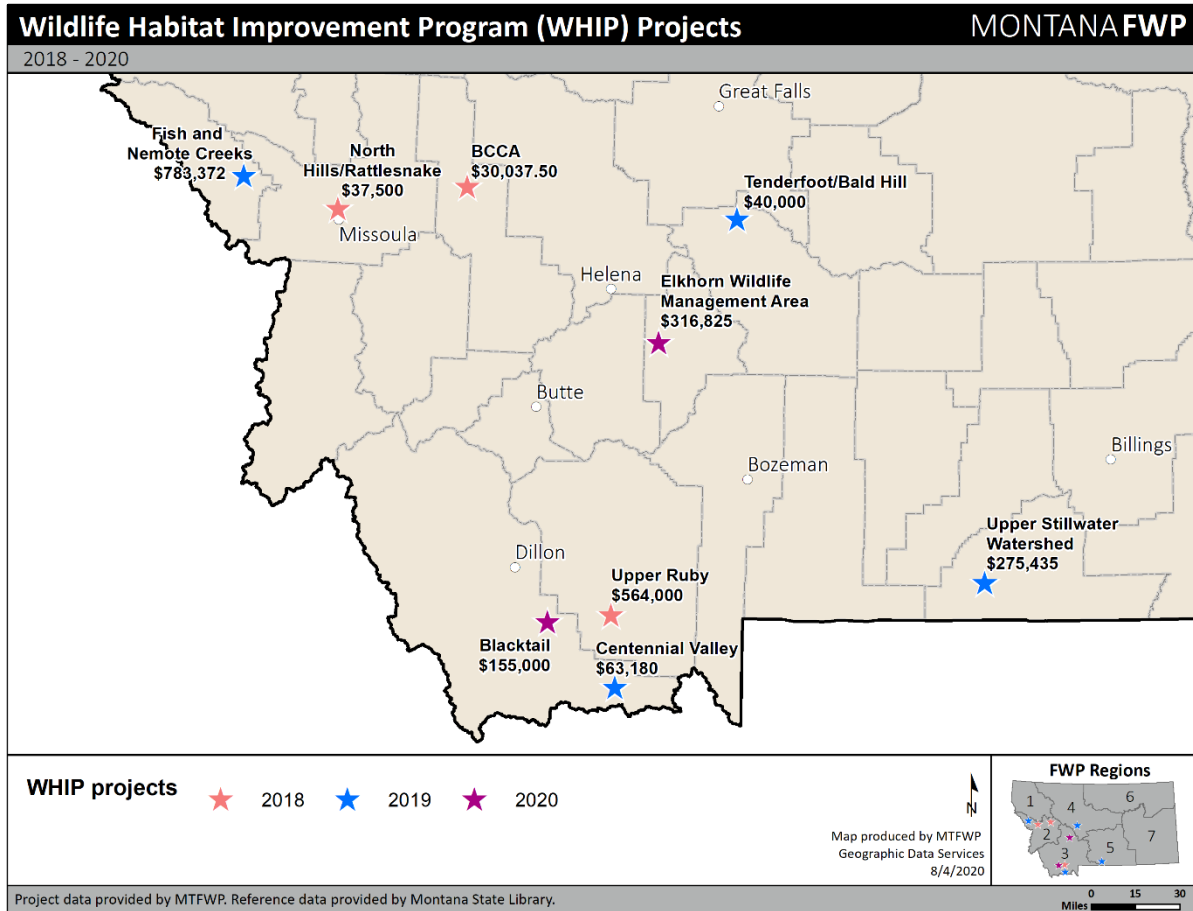 Wildlife Habitat Improvement Program (WHIP) Projects
MONTANA FWP
2018 - 2020
Great Falls
Fish and
Nemote Creeks
$783,372
North
Hills/Rattlesnake
$37,500
BCCA
$30,037.50
Tenderfoot/Bald Hill
$40,000
Missoula
Helena
Elkhorn Wildlife
Management Area
$316,825
Butte
Bozeman
Billings
Upper Stillwater
Watershed
$275,435
Dillon
Upper Ruby
$564,000
Blacktail
$155,000
Centennial Valley
$63,180
WHIP projects
2018
2019
2020
N
Map produced by MTFWP
Geographic Data Services
8/4/2020
FWP Regions
1
4
6
2
7
5
3
Project data provided by MTFWP. Reference data provided by Montana State Library.
0 15 30
Miles